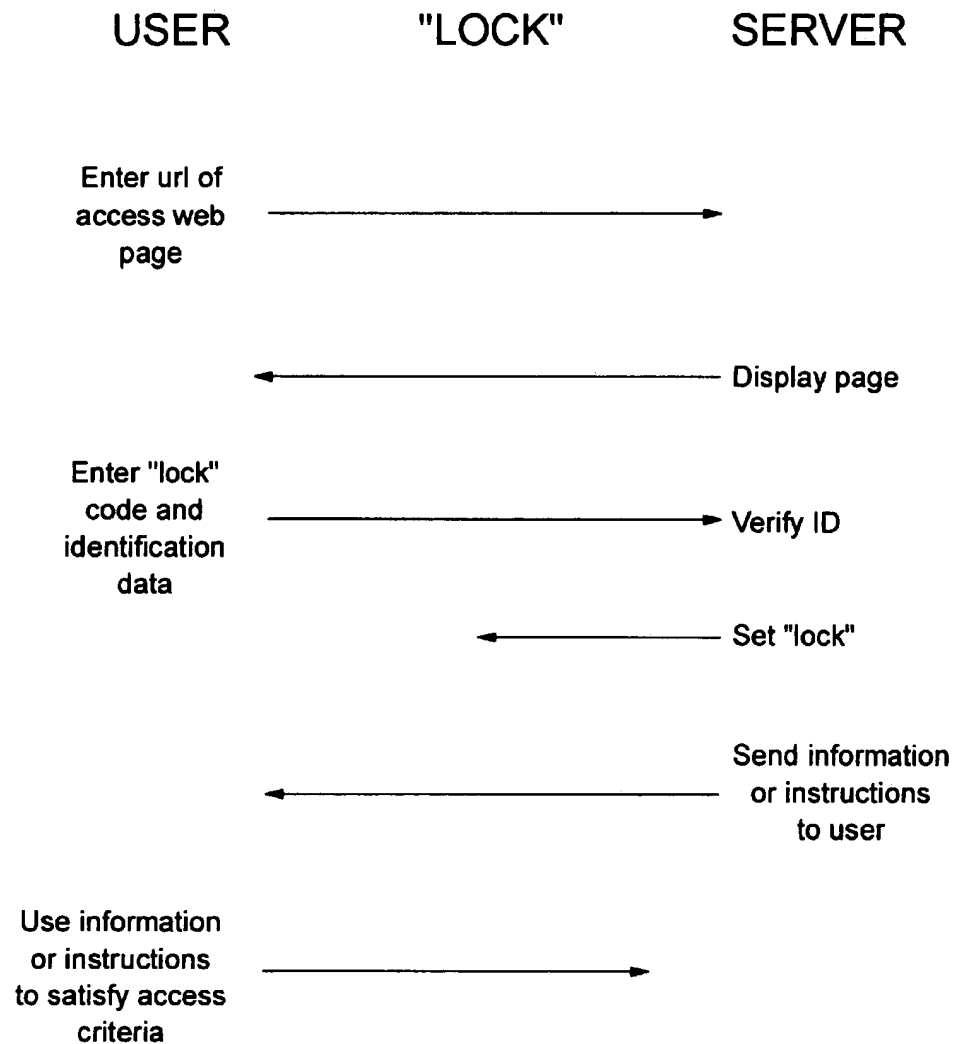 USER "LOCK" SERVER
Enter url of
access web
page
Display page
Enter "lock"
code and
identification
data
Verify ID
Set "lock"
Send information
or instructions
to user
Use information
or instructions
to satisfy access
criteria